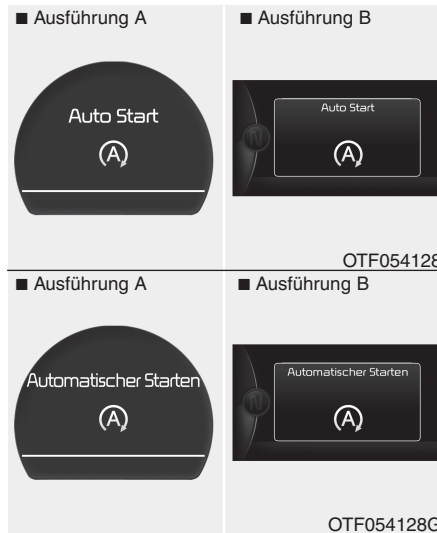 ■ Ausführung A ■ Ausführung B
Auto Start Auto Start
A A
N
OTF054128
■ Ausführung A ■ Ausführung B
Automatischer Starten Automatischer Starten
A A
N
OTF054128G